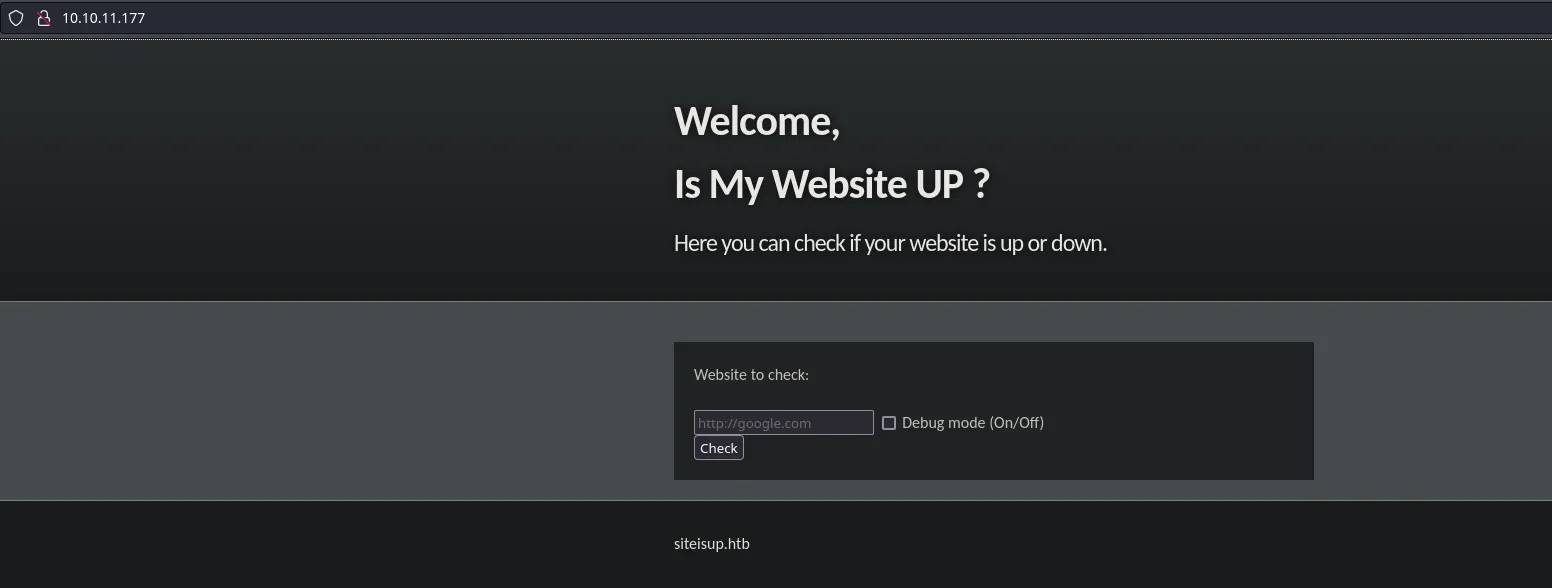 10.10.11.177
Welcome,
Is My Website UP ?
Here you can check if your website is up or down.
Website to check:
http://google.com Debug mode (On/Off)
Check
siteisup.htb